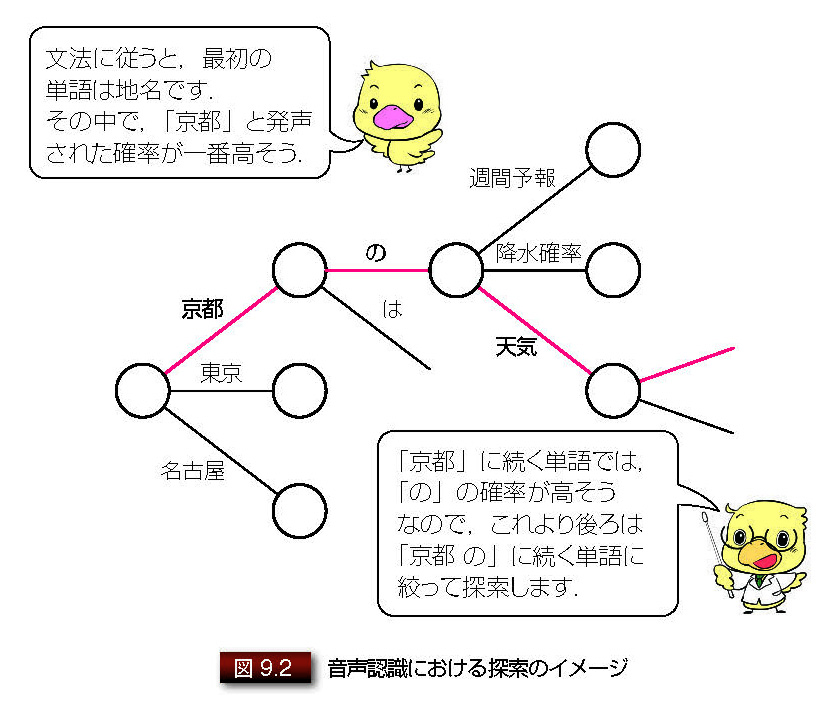 文法に従うと，最初の
単語は地名です．
その中で，「京都」と発声
された確率が一番高そう．
週間予報
の
降水確率
京都
は
天気
東京
名古屋
「京都」に続く単語では，
「の」の確率が高そう
なので，これより後ろは
「京都 の」に続く単語に
絞って探索します．
図 9.2 音声認識における探索のイメージ